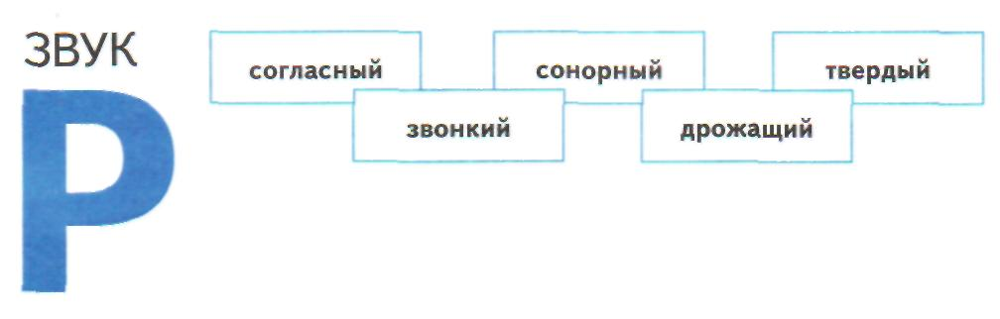 ЗВУК
Р
согласный
звонкий
сонорный
дрожащий
твердый